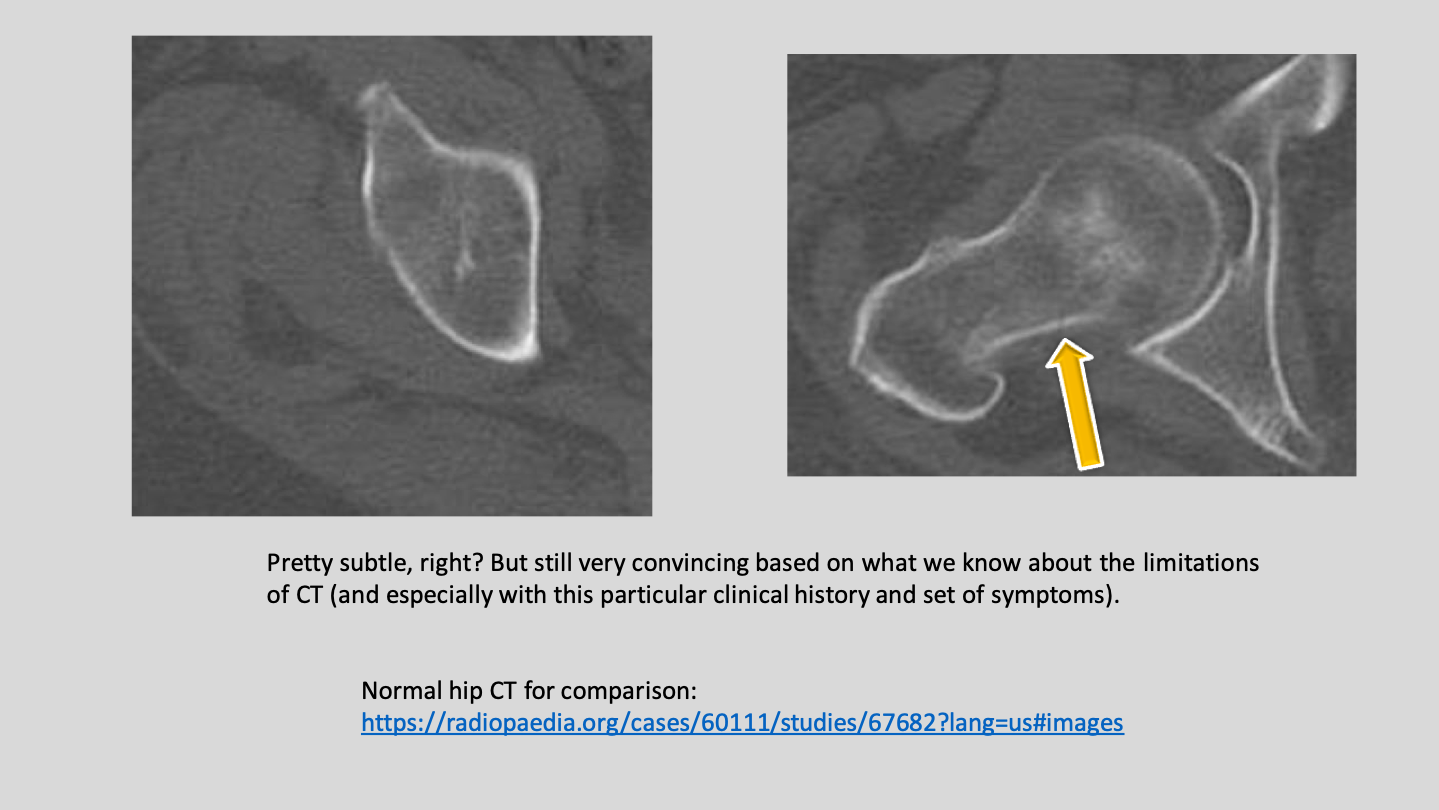 Pretty subtle, right? But still very convincing based on what we know about the limitations
of CT (and especially with this particular clinical history and set of symptoms).
Normal hip CT for comparison:
https://radiopaedia.org/cases/60111/studies/67682?lang=us#images